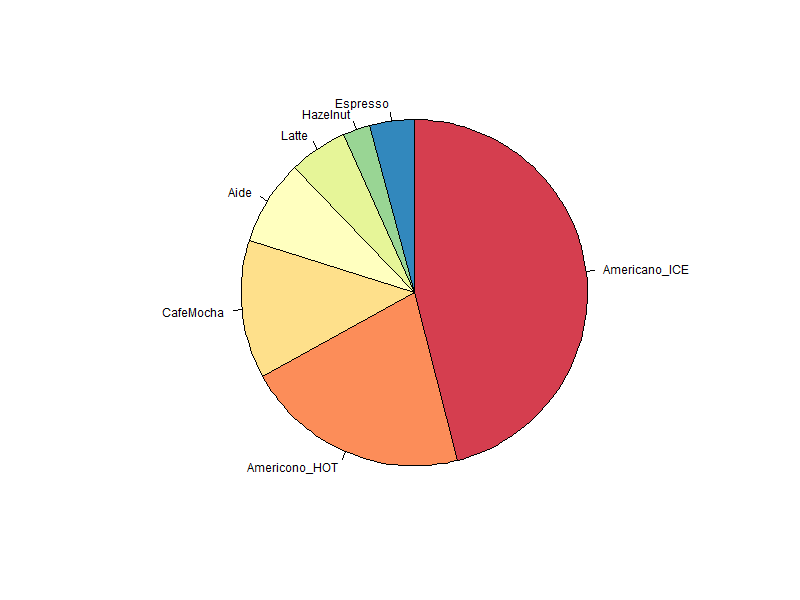 Espresso
Hazelnut
Latte
Aide
Americano_ICE
CafeMocha
Americono_HOT